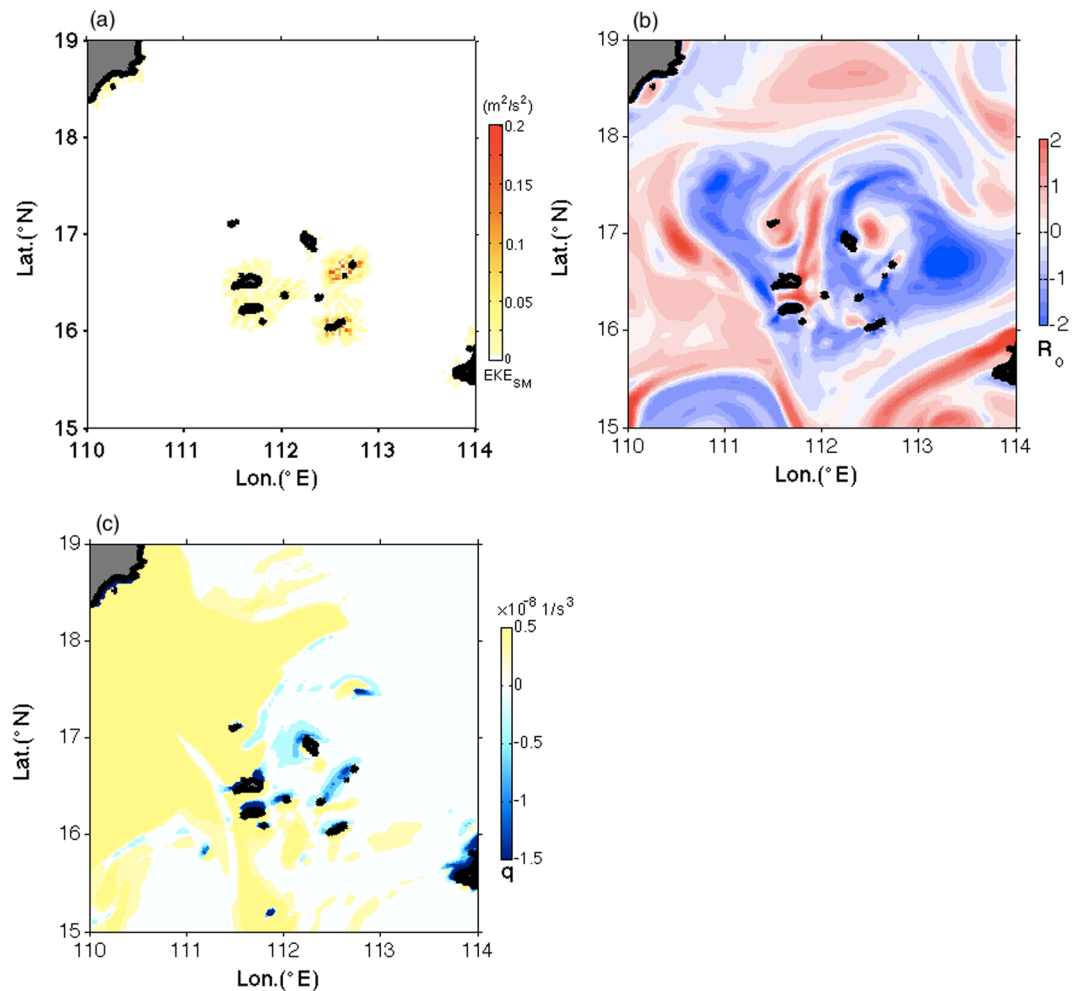 (a)
19
18
17
16
15
110 111 112 113 114
Lat.(°N)
Lon.(°E)
(m²/s²)
0.2
0.15
0.1
0.05
0
EKE_SM
(b)
19
18
17
16
15
110 111 112 113 114
Lat.(°N)
Lon.(°E)
2
1
0
-1
-2
R_o
(c)
19
18
17
16
15
110 111 112 113 114
Lat.(°N)
Lon.(°E)
×10⁻⁸ 1/s³
0.5
0
-0.5
-1
-1.5
q